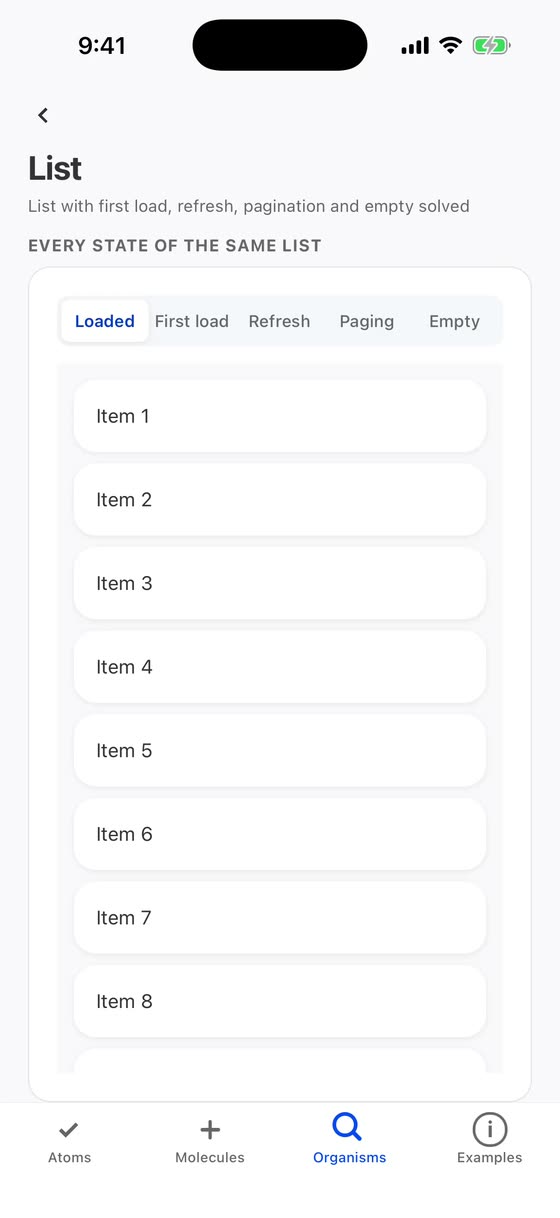 9:41
List
List with first load, refresh, pagination and empty solved
EVERY STATE OF THE SAME LIST
Loaded First load Refresh Paging Empty
Item 1
Item 2
Item 3
Item 4
Item 5
Item 6
Item 7
Item 8
Atoms Molecules Organisms Examples